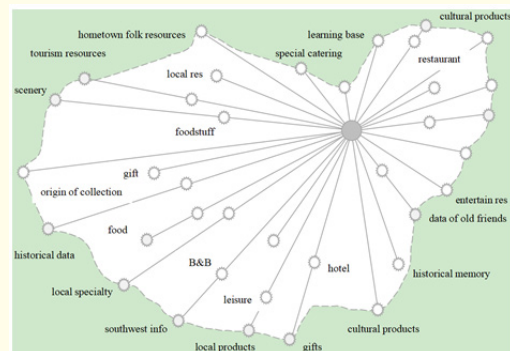 cultural products
hometown folk resources
learning base
tourism resources
special catering
restaurant
scenery
local res
foodstuff
gift
origin of collection
entertain res
data of old friends
food
historical data
B&B
hotel
historical memory
local specialty
leisure
southwest info
cultural products
local products
gifts